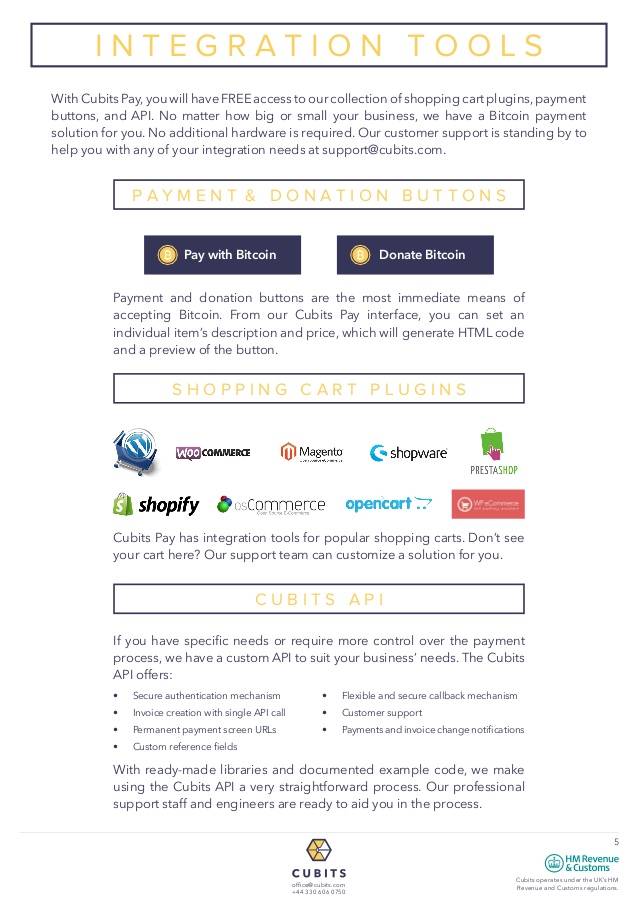 INTEGRATION TOOLS
With Cubits Pay, you will have FREE access to our collection of shopping cart plugins, payment
buttons, and API. No matter how big or small your business, we have a Bitcoin payment
solution for you. No additional hardware is required. Our customer support is standing by to
help you with any of your integration needs at support@cubits.com.
PAYMENT & DONATION BUTTONS
Pay with Bitcoin
Donate Bitcoin
Payment and donation buttons are the most immediate means of
accepting Bitcoin. From our Cubits Pay interface, you can set an
individual item's description and price, which will generate HTML code
and a preview of the button.
SHOPPING CART PLUGINS
WOO COMMERCE
Magento
shopware
PRESTASHOP
shopify
osCommerce
Open Source E-Commerce
opencart
WP eCommerce
Cubits Pay has integration tools for popular shopping carts. Don't see
your cart here? Our support team can customize a solution for you.
CUBITS API
If you have specific needs or require more control over the payment
process, we have a custom API to suit your business' needs. The Cubits
API offers:
• Secure authentication mechanism
• Invoice creation with single API call
• Permanent payment screen URLs
• Custom reference fields
• Flexible and secure callback mechanism
• Customer support
• Payments and invoice change notifications
With ready-made libraries and documented example code, we make
using the Cubits API a very straightforward process. Our professional
support staff and engineers are ready to aid you in the process.
CUBITS
office@cubits.com
+44 330 606 0750
5
HM Revenue
& Customs
Cubits operates under the UK's HM
Revenue and Customs regulations.